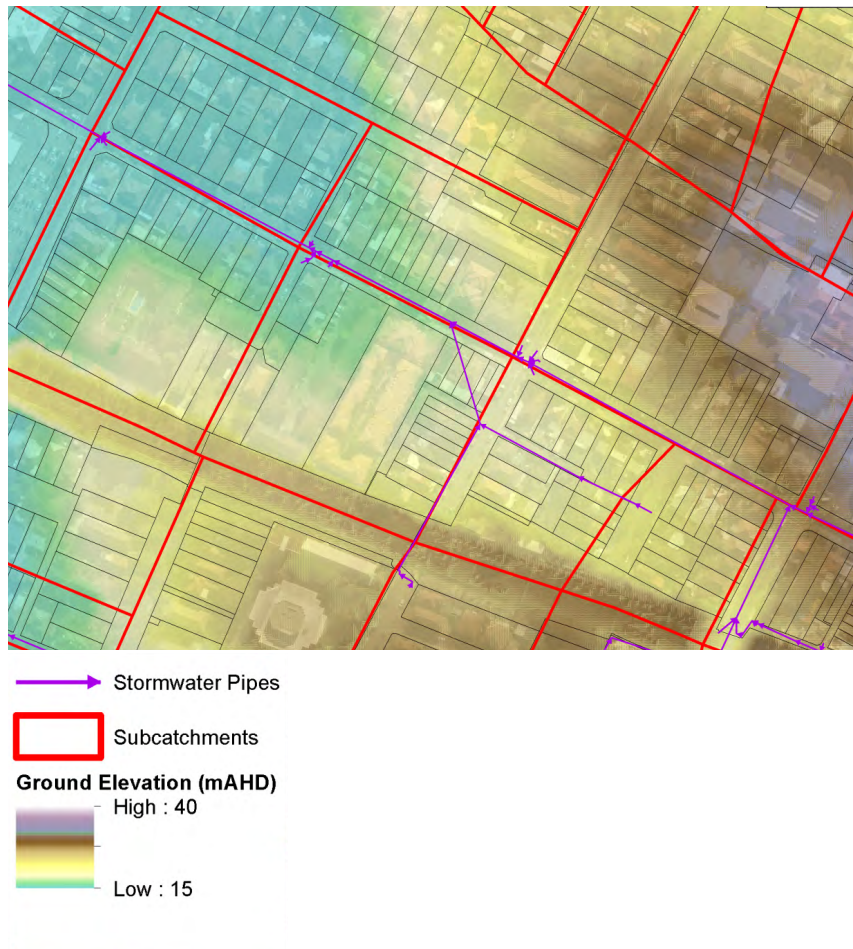 Stormwater Pipes
Subcatchments
Ground Elevation (mAHD)
High : 40
Low : 15